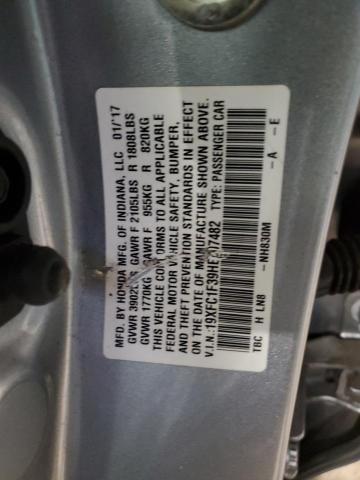 MFD. BY HONDA MFG. OF INDIANA, LLC 01/'17
GVWR 3902LBS GAWR F 2105LBS R 1808LBS
GVWR 1770KG GAWR F 955KG R 820KG
THIS VEHICLE CONFORMS TO ALL APPLICABLE
FEDERAL MOTOR VEHICLE SAFETY, BUMPER,
AND THEFT PREVENTION STANDARDS IN EFFECT
ON THE DATE OF MANUFACTURE SHOWN ABOVE.
V.I.N.: TYPE: PASSENGER CAR
TBC H LN8 -NH830M -A -E